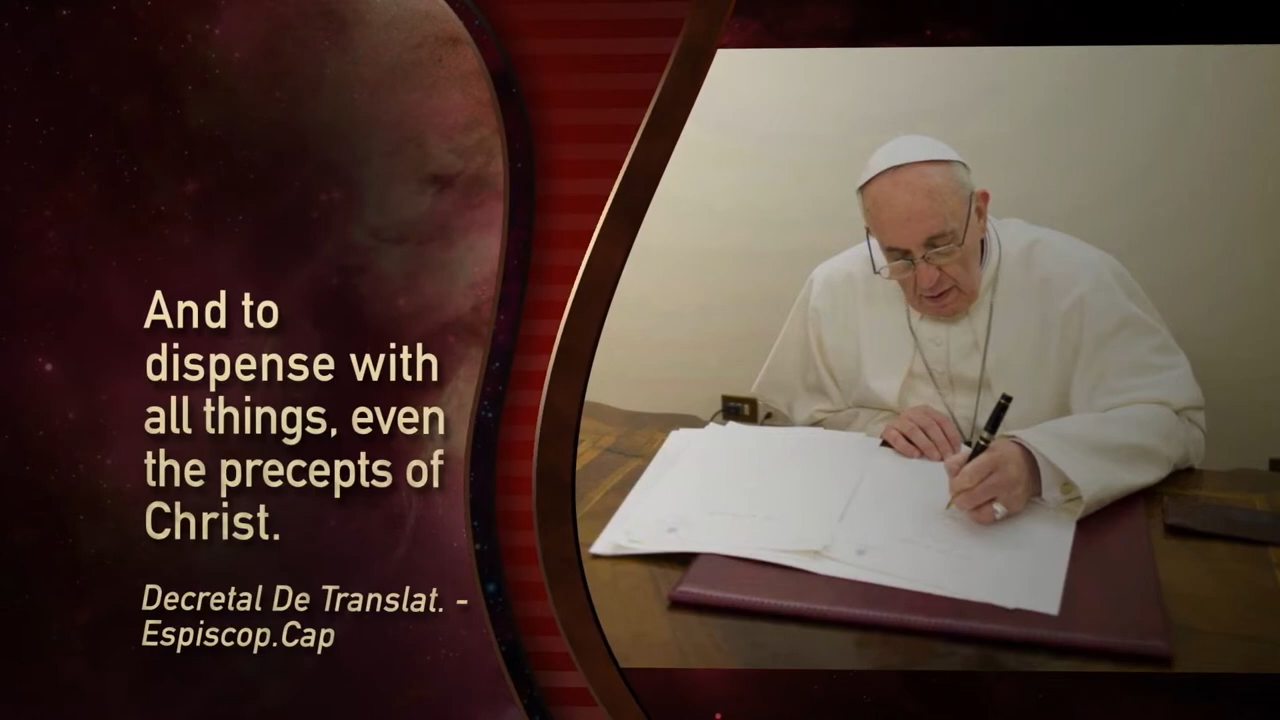 And to
dispense with
all things, even
the precepts of
Christ.
Decretal De Translat. -
Espiscop.Cap